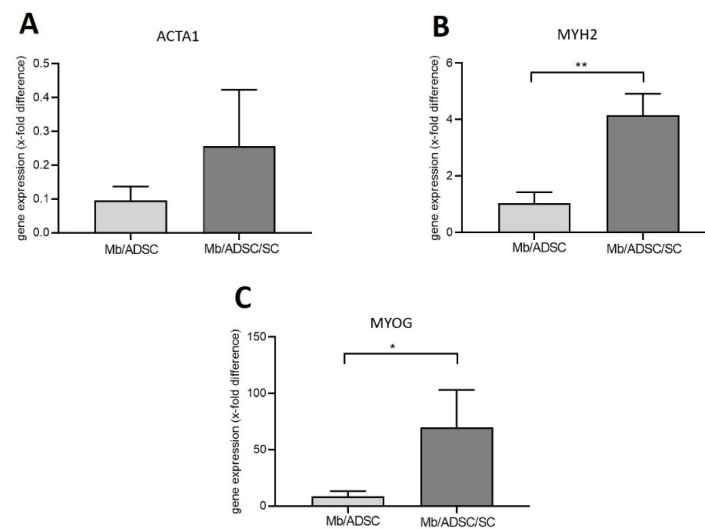 A
ACTA1
gene expression (x-fold difference)
0.5
0.4
0.3
0.2
0.1
0.0
Mb/ADSC
Mb/ADSC/SC
B
MYH2
gene expression (x-fold difference)
6
4
2
0
**
Mb/ADSC
Mb/ADSC/SC
C
MYOG
gene expression (x-fold difference)
150
100
50
0
*
Mb/ADSC
Mb/ADSC/SC